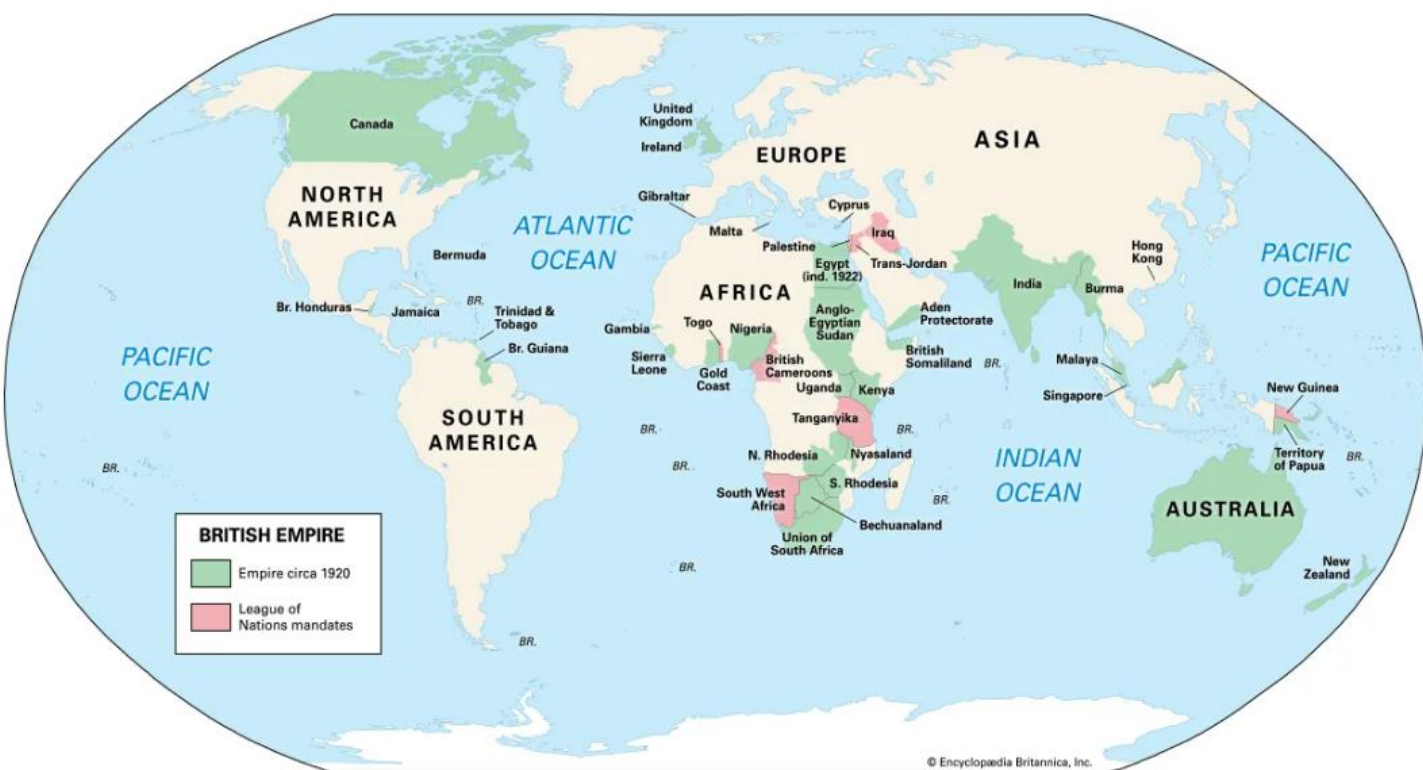 Canada
NORTH
AMERICA
Bermuda
Br. Honduras
Jamaica
BR.
Trinidad &
Tobago
Br. Guiana
PACIFIC
OCEAN
SOUTH
AMERICA
BR.
BR.
ATLANTIC
OCEAN
United
Kingdom
Ireland
EUROPE
ASIA
Gibraltar
Malta
Cyprus
Palestine
Iraq
Trans-Jordan
Egypt
(ind. 1922)
AFRICA
Anglo-
Egyptian
Sudan
Aden
Protectorate
Gambia
Togo
Nigeria
Sierra
Leone
Gold
Coast
British
Cameroons
British
Somaliland
BR.
Uganda
Kenya
Tanganyika
BR.
BR.
BR.
N. Rhodesia
Nyasaland
South West
Africa
S. Rhodesia
BR.
Bechuanaland
Union of
South Africa
BR.
India
Burma
Hong
Kong
PACIFIC
OCEAN
Malaya
Singapore
New Guinea
INDIAN
OCEAN
Territory
of Papua
BR.
AUSTRALIA
New
Zealand
BRITISH EMPIRE
Empire circa 1920
League of
Nations mandates
© Encyclopædia Britannica, Inc.